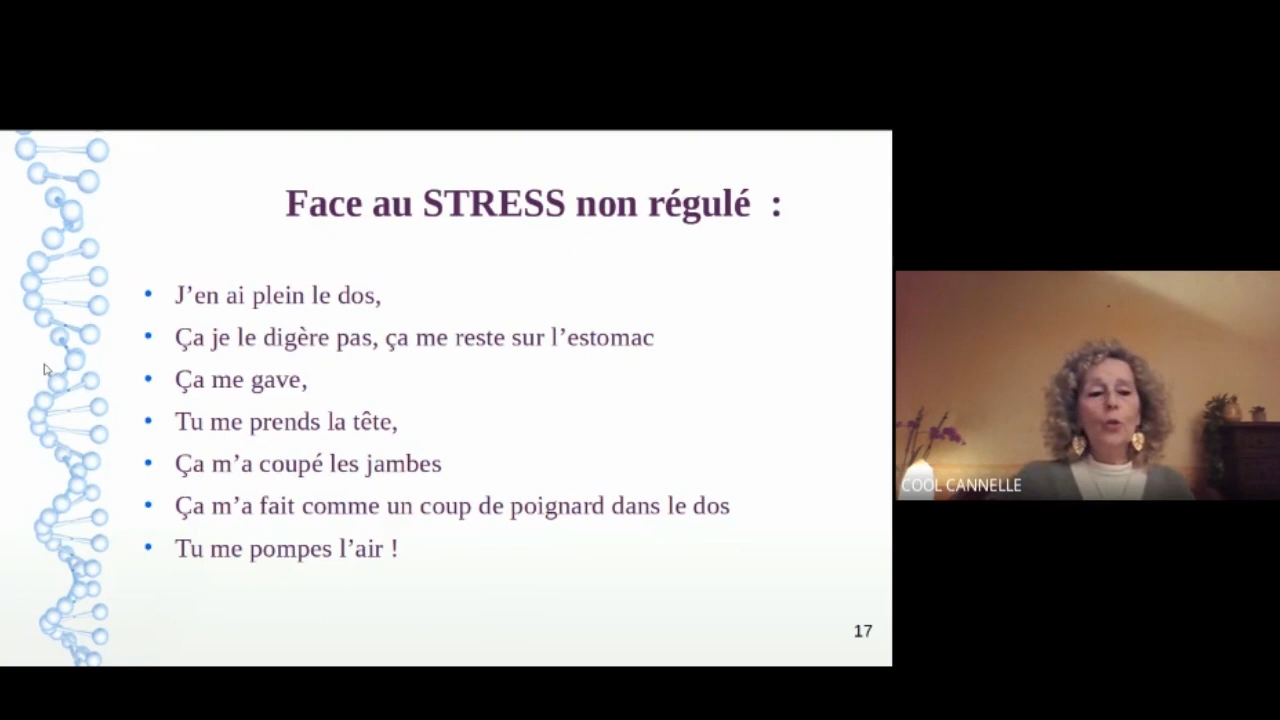 Face au STRESS non régulé :
J’en ai plein le dos,
Ça je le digère pas, ça me reste sur l’estomac
Ça me gave,
Tu me prends la tête,
Ça m’a coupé les jambes
Ça m’a fait comme un coup de poignard dans le dos
Tu me pompes l’air !
17
COOL CANNELLE